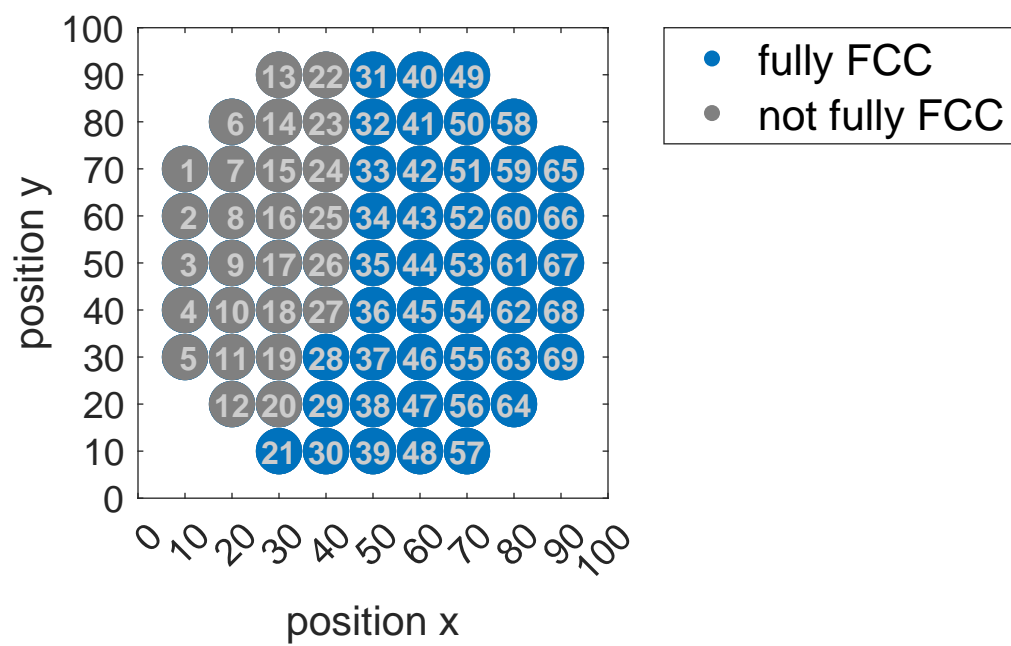 100
90
80
70
60
50
40
30
20
10
0
position y
13 22 31 40 49
6 14 23 32 41 50 58
1 7 15 24 33 42 51 59 65
2 8 16 25 34 43 52 60 66
3 9 17 26 35 44 53 61 67
4 10 18 27 36 45 54 62 68
5 11 19 28 37 46 55 63 69
12 20 29 38 47 56 64
21 30 39 48 57
0 10 20 30 40 50 60 70 80 90 100
position x
fully FCC
not fully FCC